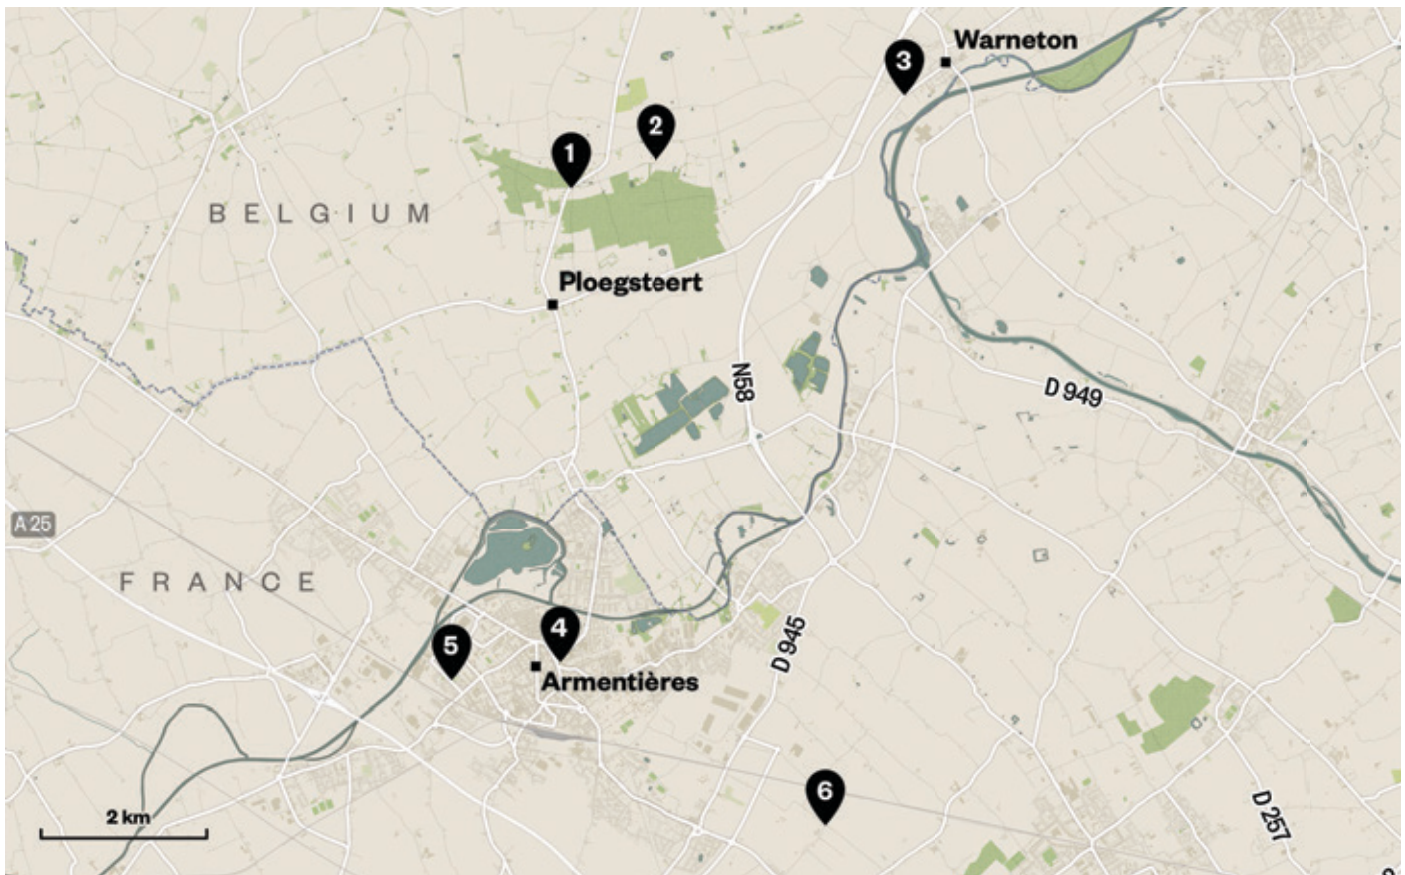 Warneton
3
2
1
BELGIUM
Ploegsteert
N58
D 949
A 25
FRANCE
4
5
D 945
Armentières
6
2 km
D 257